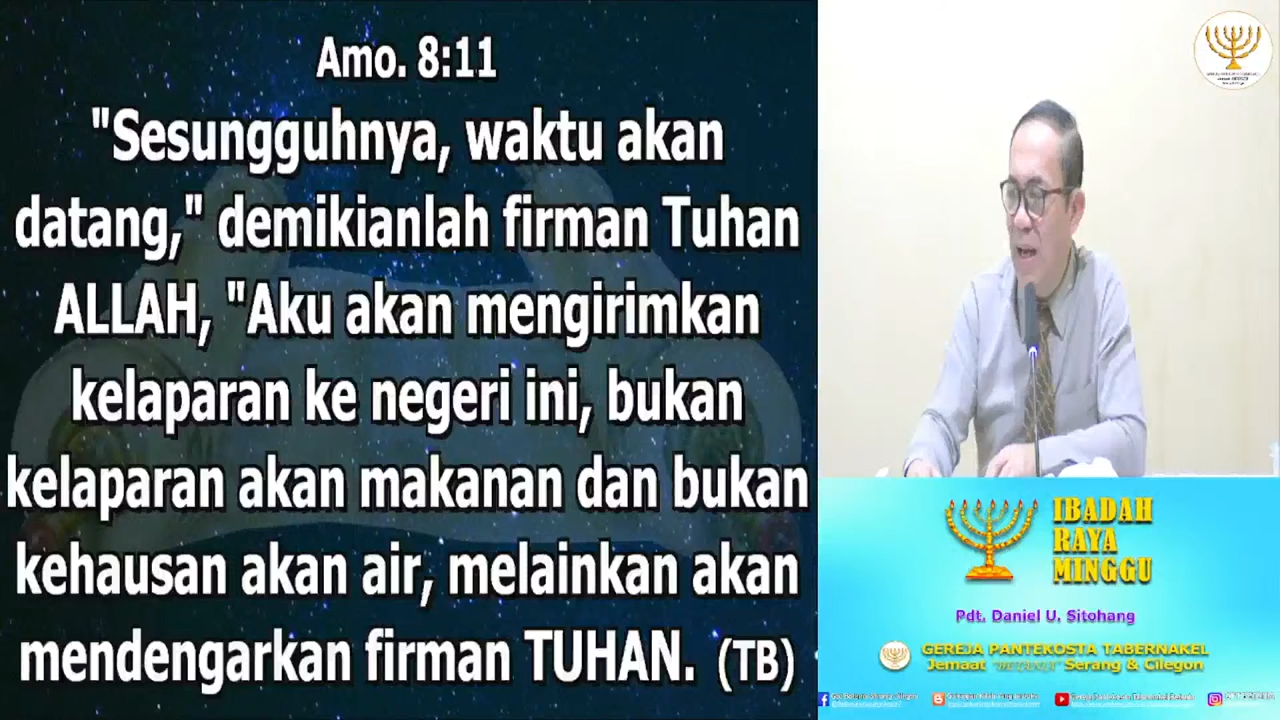 Amo. 8:11
"Sesungguhnya, waktu akan
datang," demikianlah firman Tuhan
ALLAH, "Aku akan mengirimkan
kelaparan ke negeri ini, bukan
kelaparan akan makanan dan bukan
kehausan akan air, melainkan akan
mendengarkan firman TUHAN. (TB)
IBADAH
RAYA
MINGGU
Pdt. Daniel U. Sitohang
GEREJA PANTEKOSTA TABERNAKEL
Jemaat "BETANIA" Serang & Cilegon